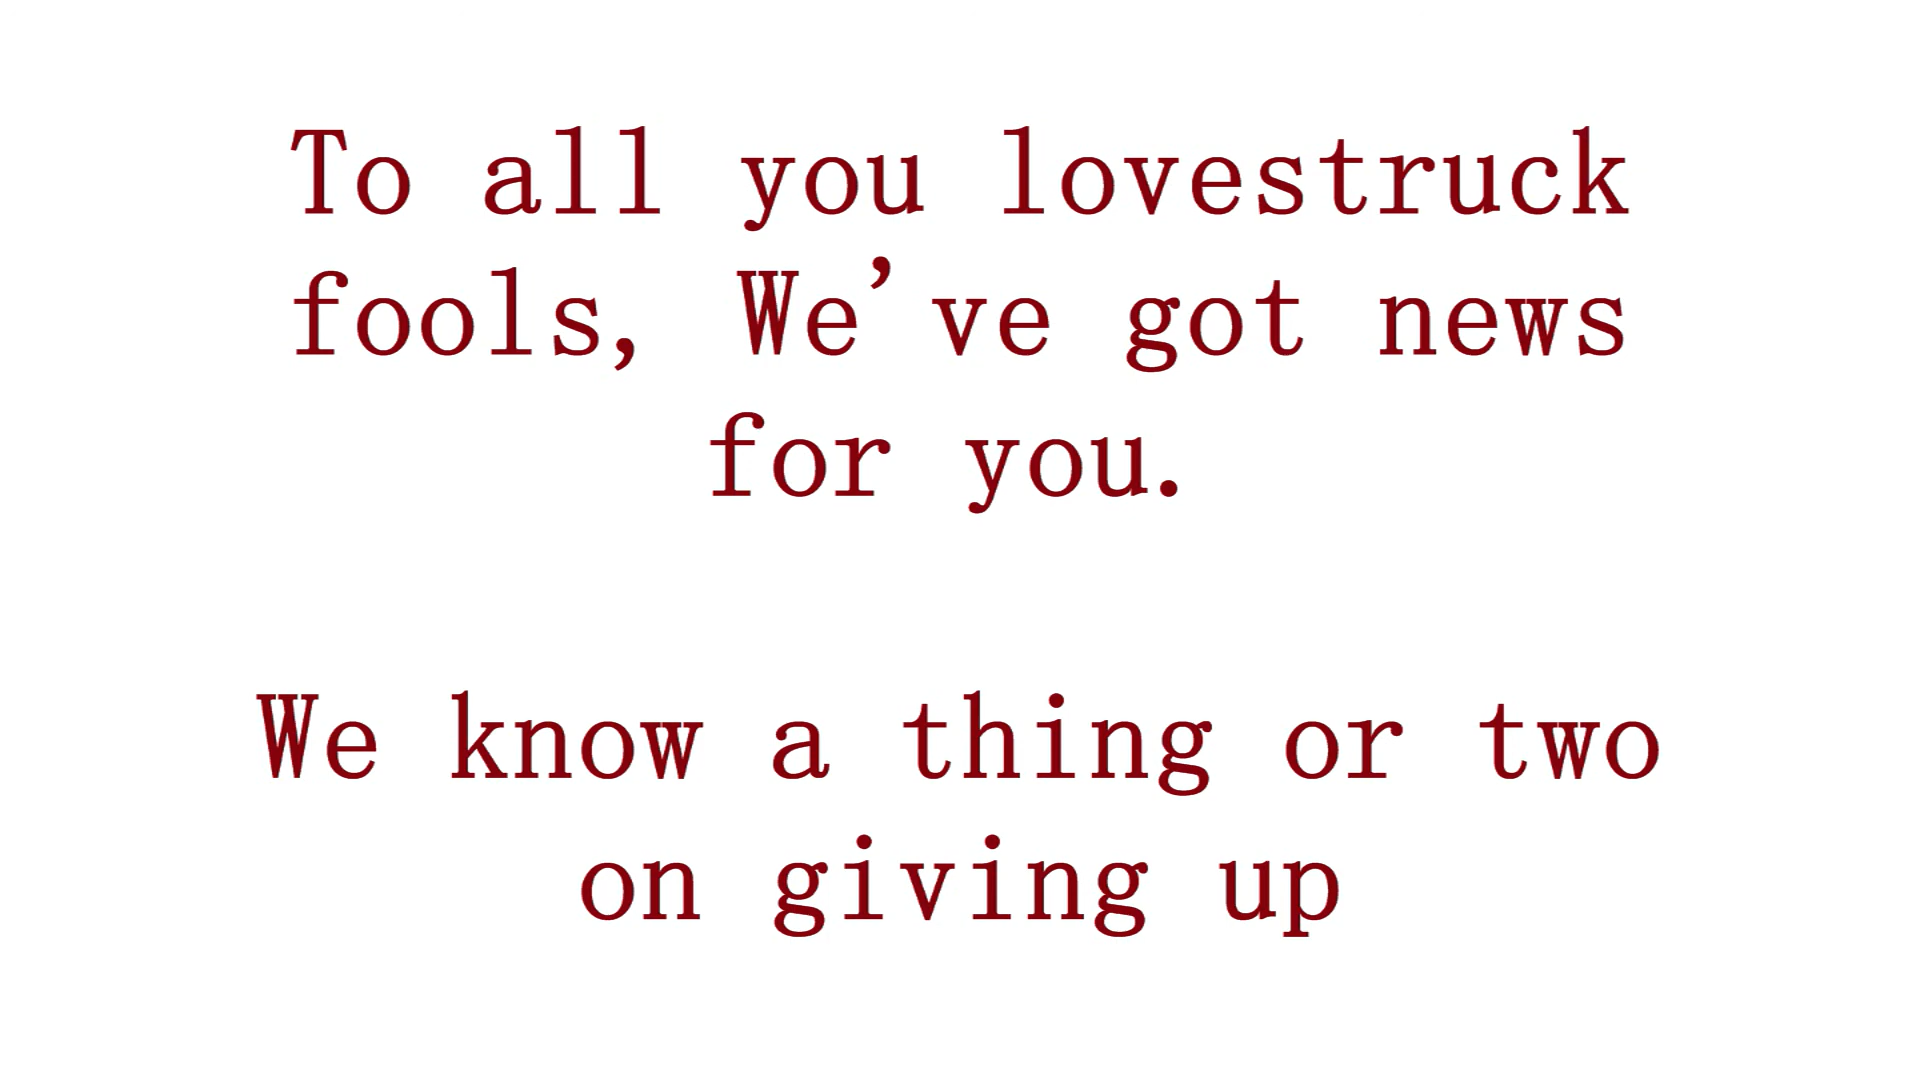 To all you lovestruck
fools, We’ve got news
for you.
We know a thing or two
on giving up